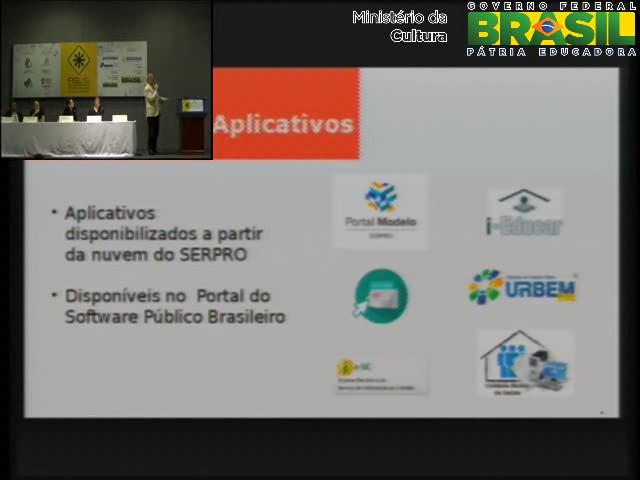 Ministério da
Cultura
GOVERNO FEDERAL
BRASIL
PÁTRIA EDUCADORA
Aplicativos
• Aplicativos
disponibilizados a partir
da nuvem do SERPRO
• Disponíveis no Portal do
Software Público Brasileiro
Portal Modelo
SERPRO
i-Educar
URBEM